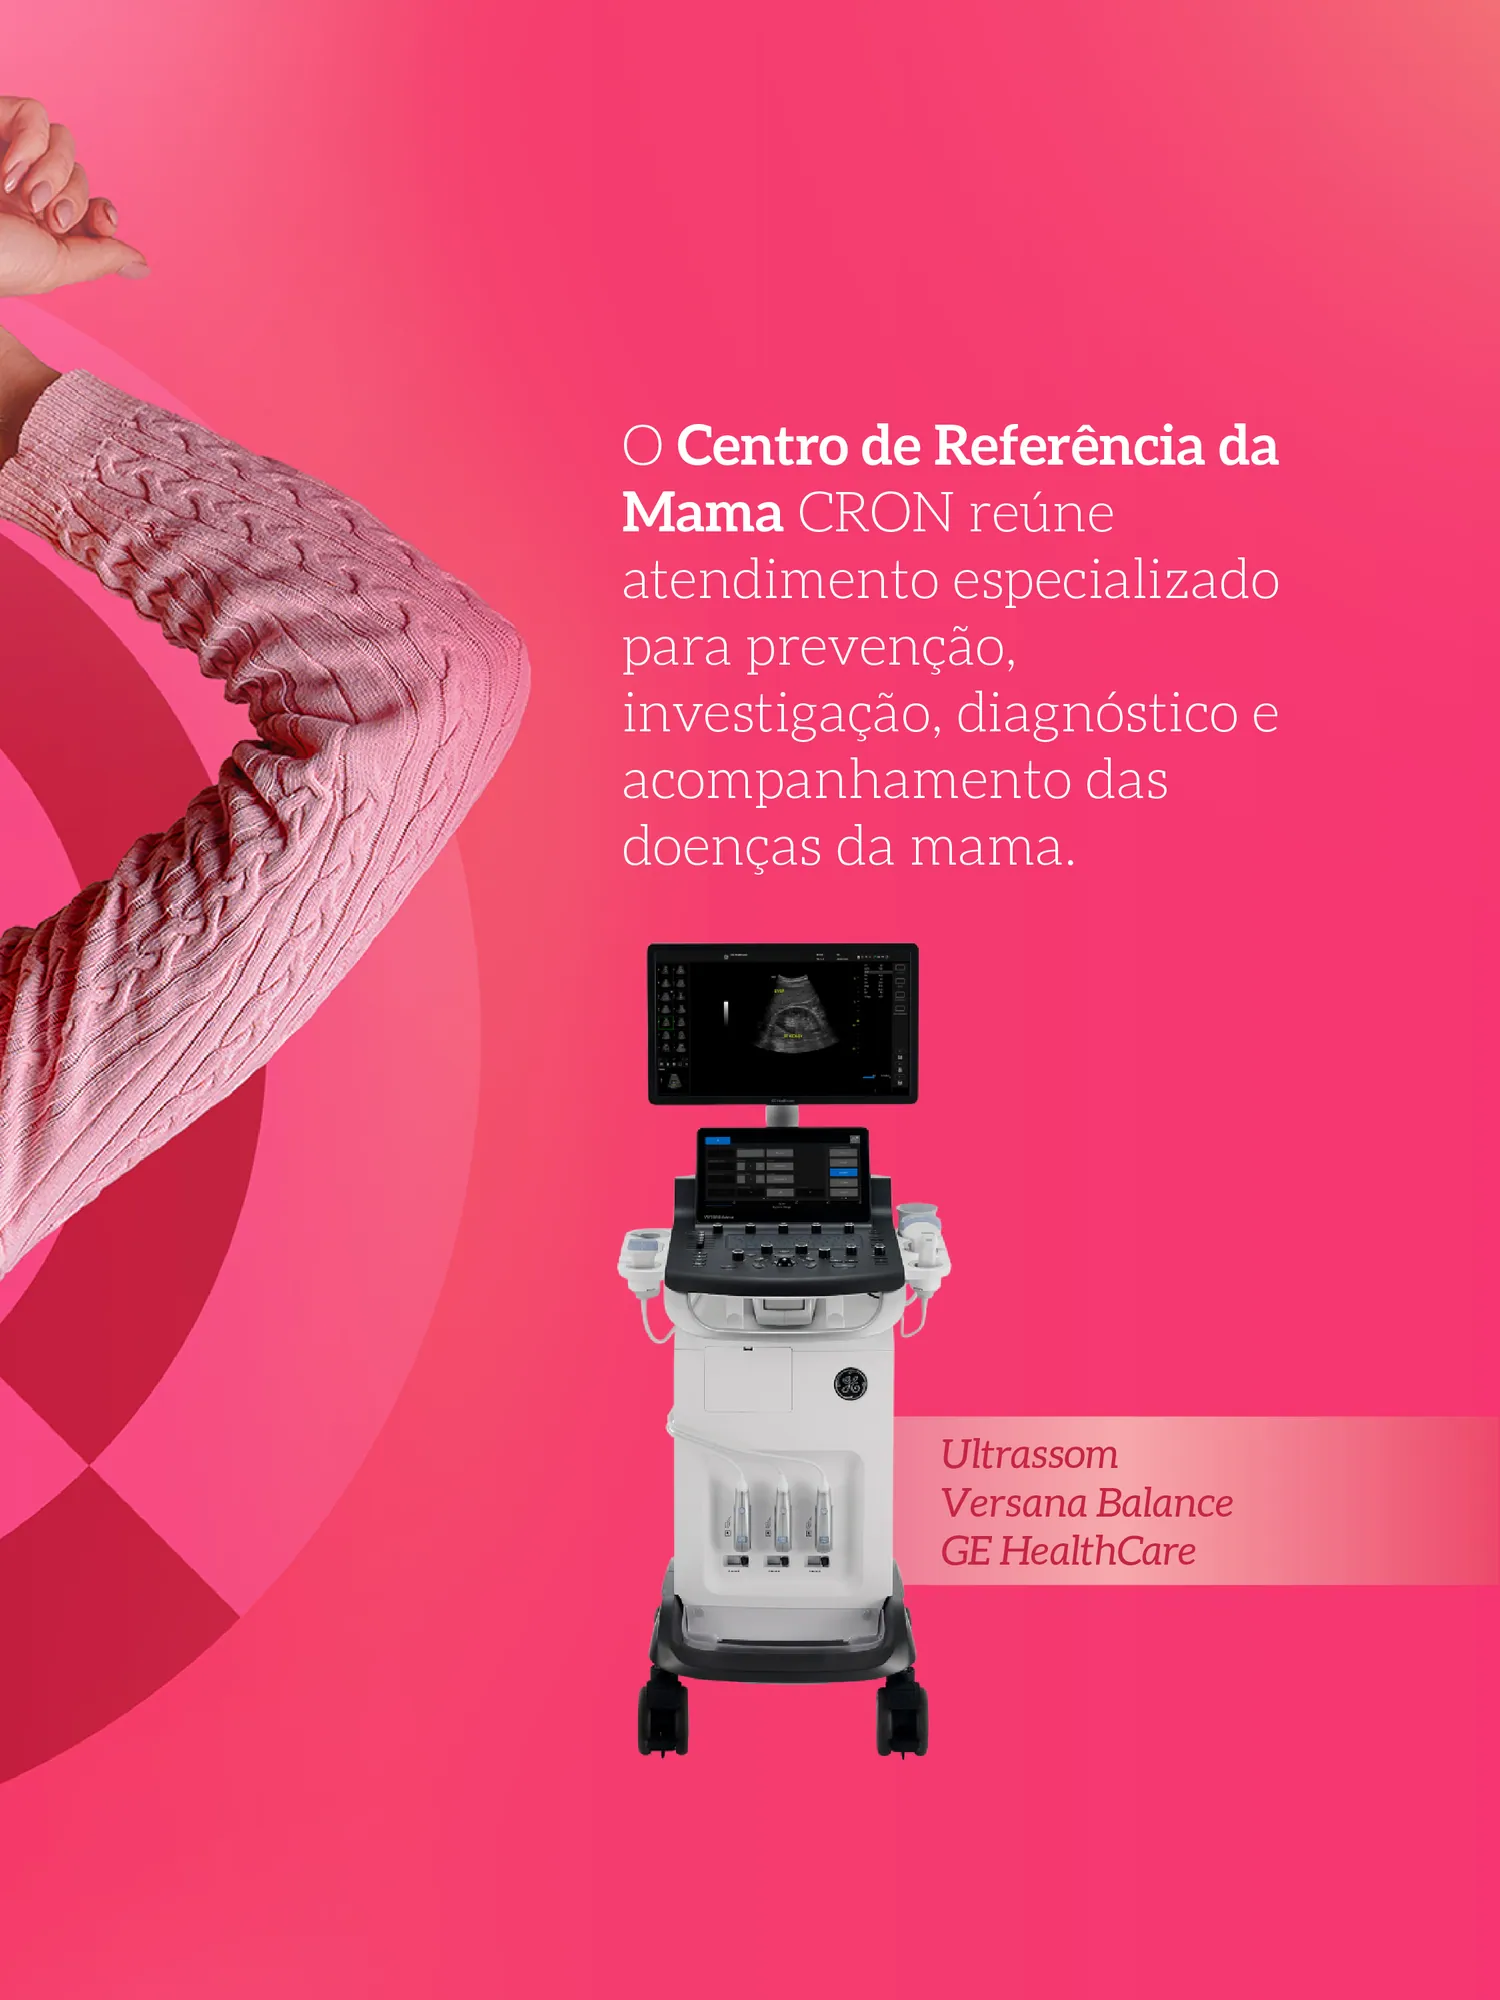 O Centro de Referência da
Mama CRON reúne
atendimento especializado
para prevenção,
investigação, diagnóstico e
acompanhamento das
doenças da mama.
Ultrassom
Versana Balance
GE HealthCare